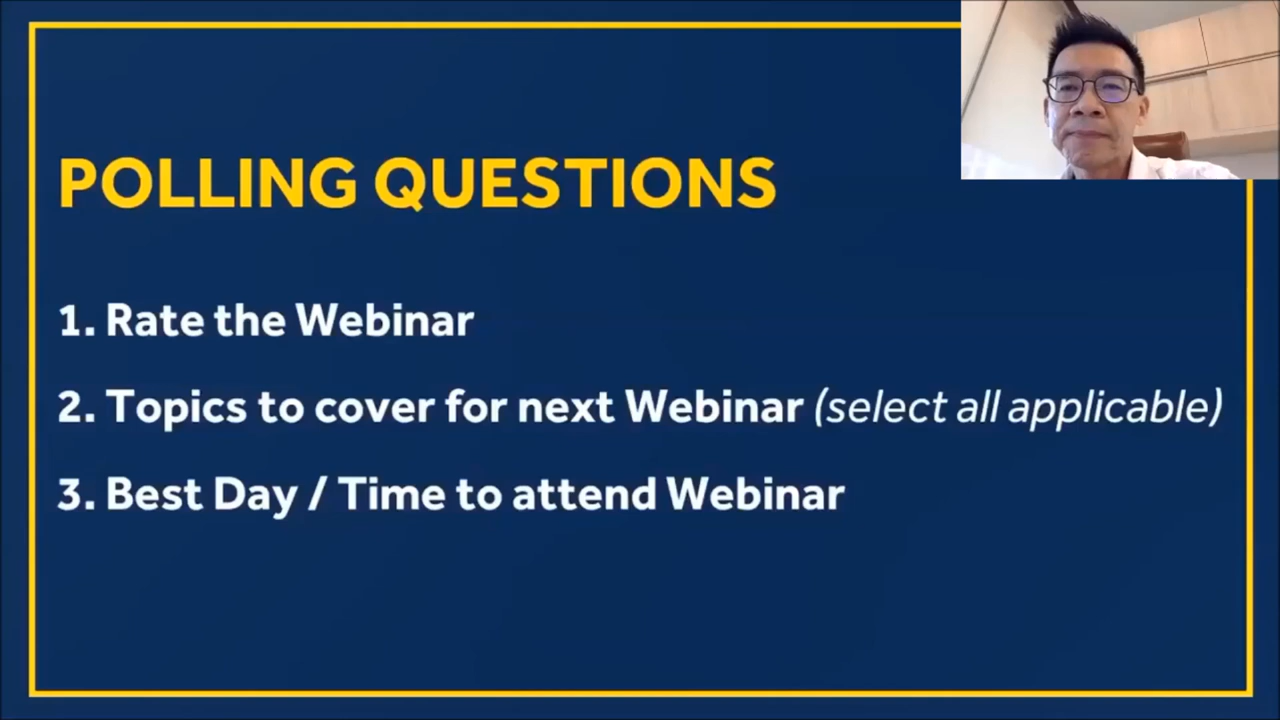 POLLING QUESTIONS
1. Rate the Webinar
2. Topics to cover for next Webinar (select all applicable)
3. Best Day / Time to attend Webinar